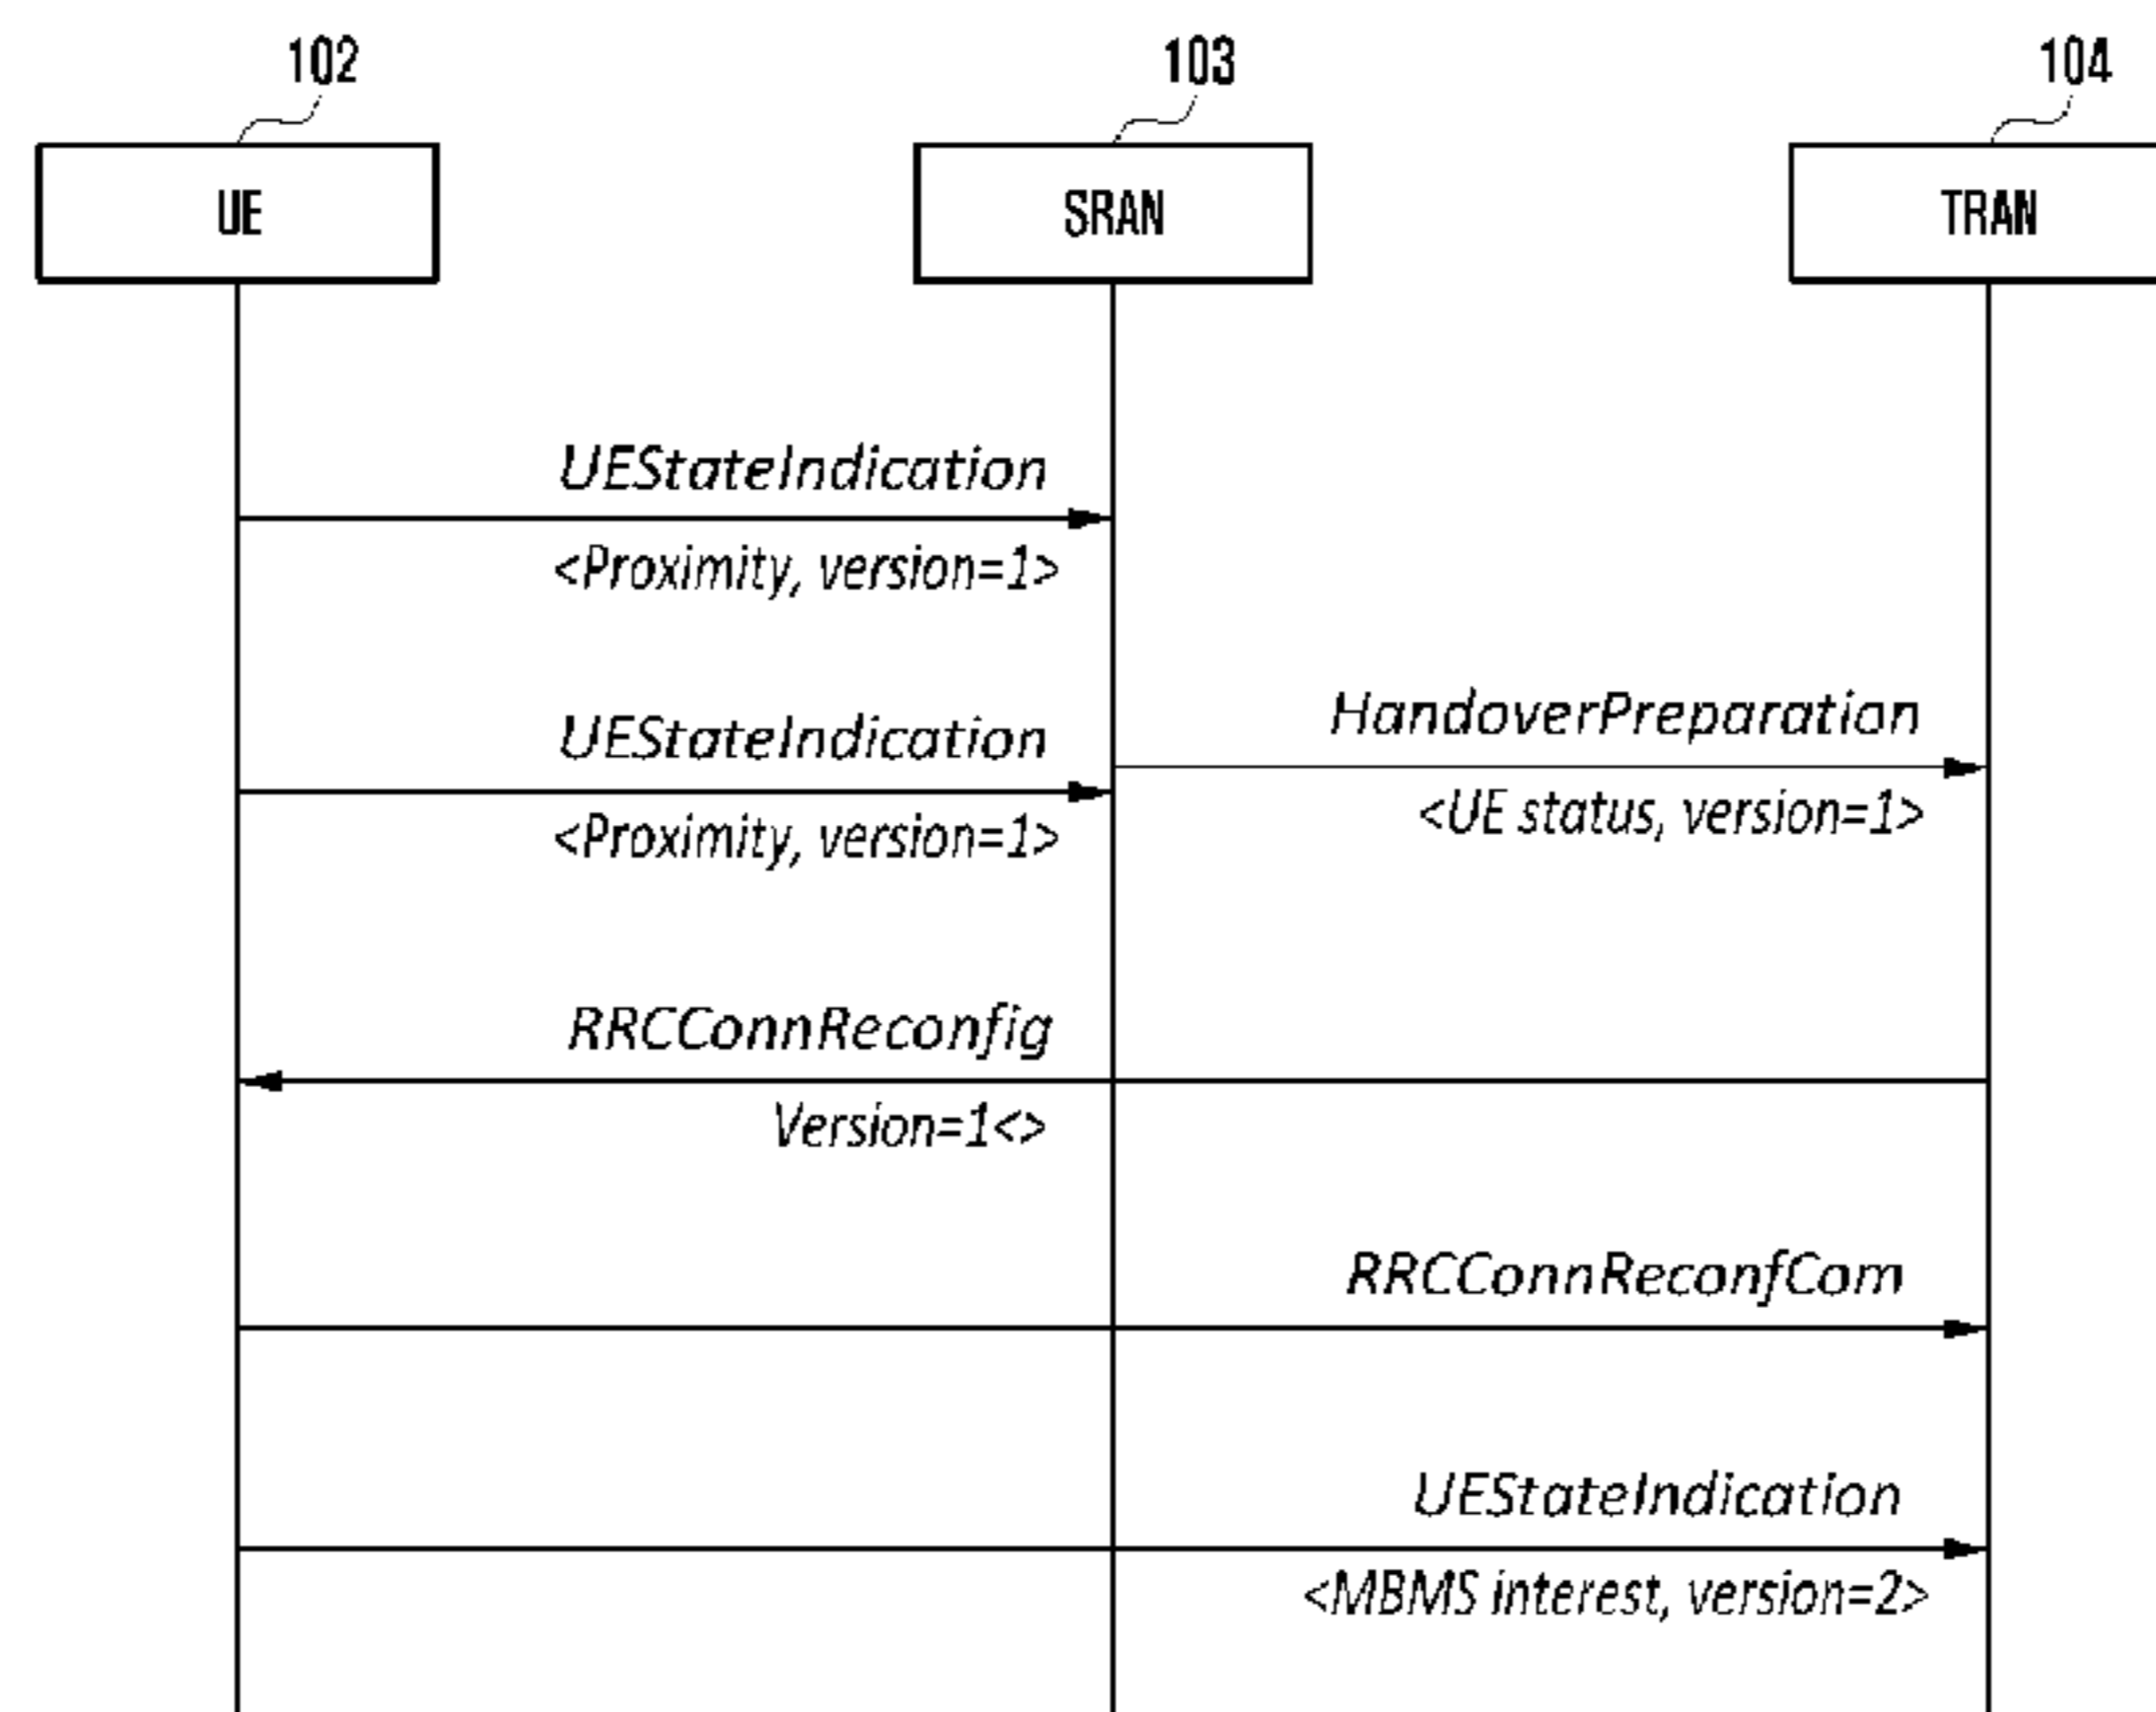 102
103
104
UE
SRAN
TRAN
UEStateIndication
<Proximity, version=1>
HandoverPreparation
UEStateIndication
<UE status, version=1>
<Proximity, version=1>
RRCConnReconfig
Version=1<>
RRCConnReconfCom
UEStateIndication
<MBMS interest, version=2>